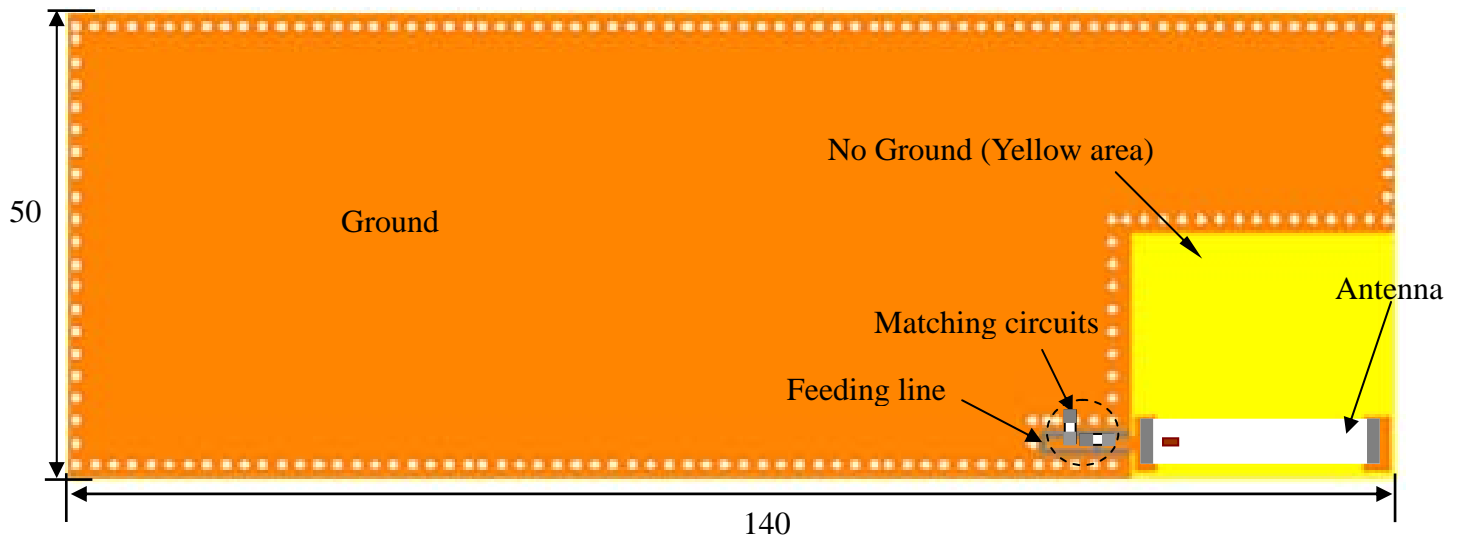 No Ground (Yellow area)
50
Ground
Antenna
Matching circuits
Feeding line
140